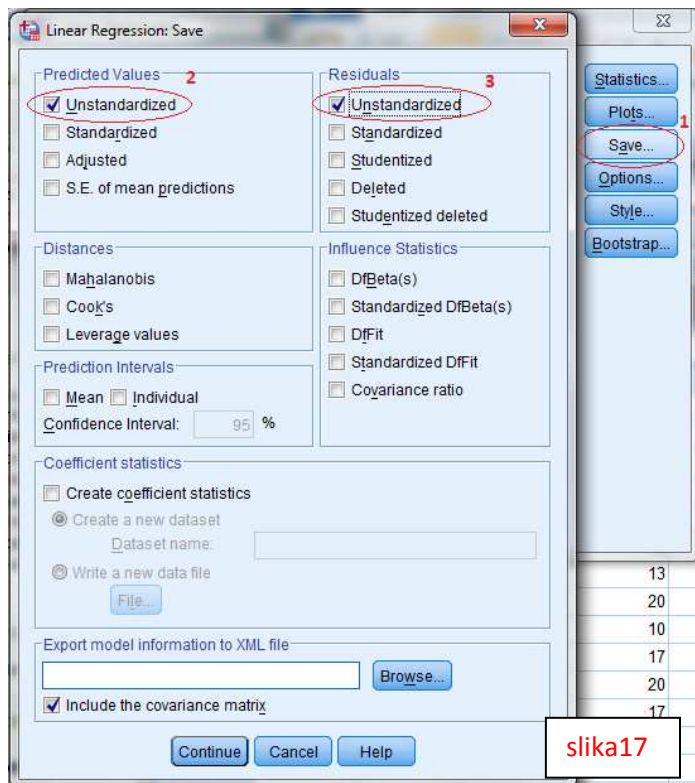 Linear Regression: Save
Predicted Values 2
Unstandardized
Standardized
Adjusted
S.E. of mean predictions
Residuals 3
Unstandardized
Standardized
Studentized
Deleted
Studentized deleted
Distances
Mahalanobis
Cook's
Leverage values
Influence Statistics
DfBeta(s)
Standardized DfBeta(s)
DfFit
Standardized DfFit
Covariance ratio
Prediction Intervals
Mean Individual
Confidence Interval: 95 %
Coefficient statistics
Create coefficient statistics
Create a new dataset
Dataset name:
Write a new data file
File...
Export model information to XML file
Browse...
Include the covariance matrix
Continue Cancel Help
Statistics...
Plots...
1
Save...
Options...
Style...
Bootstrap...
13
20
10
17
20
17
slika17